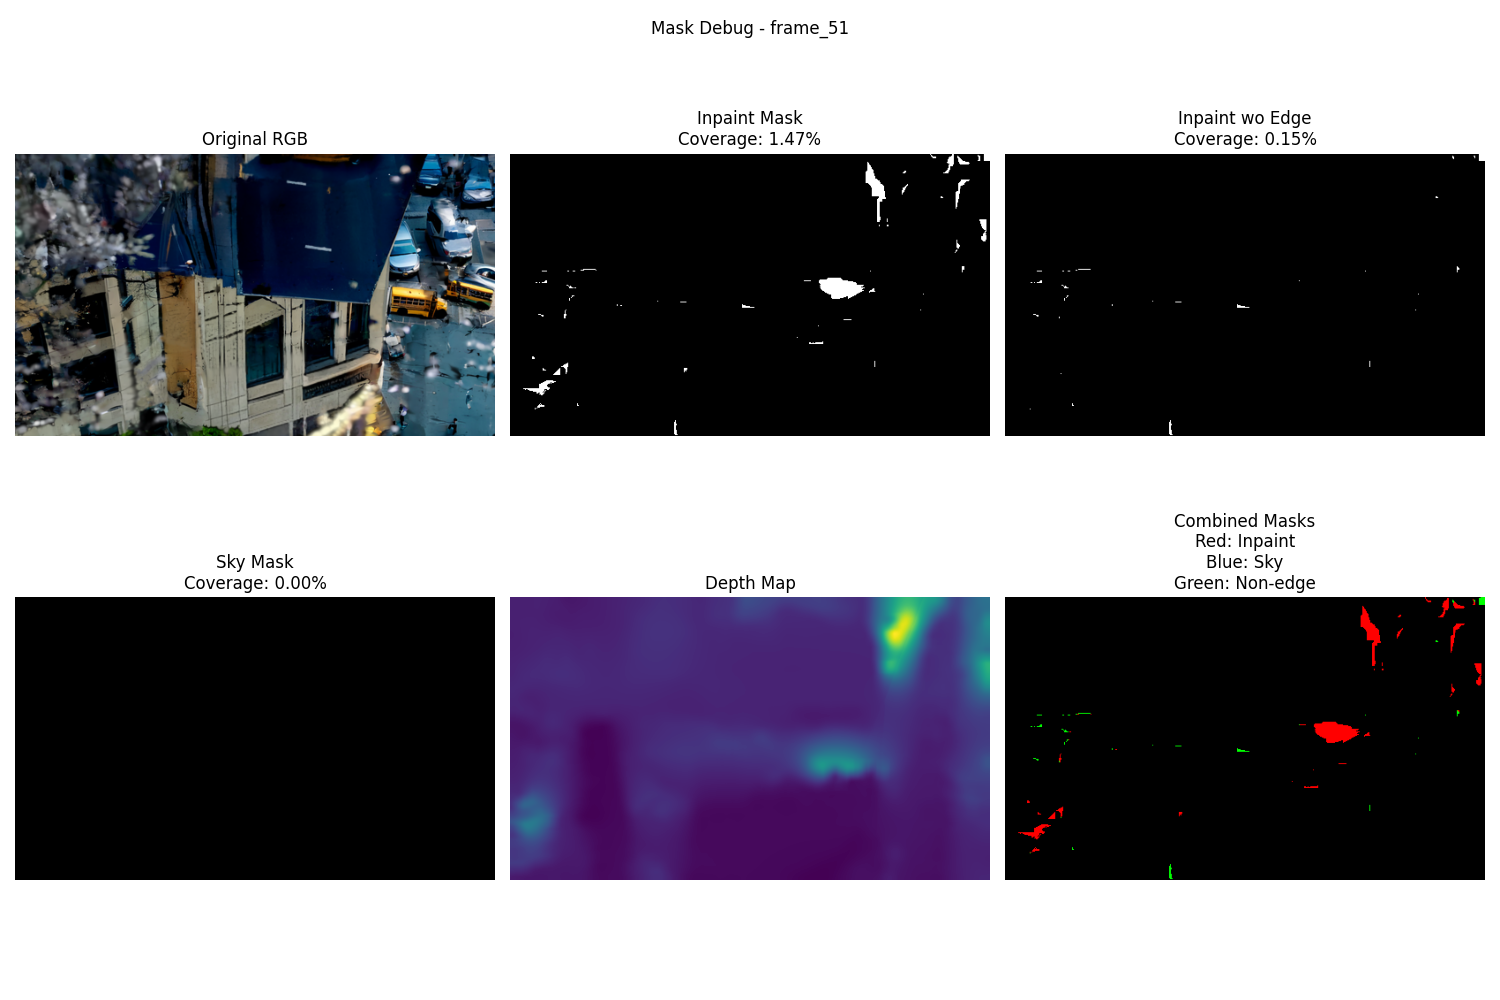 Mask Debug - frame_51
Original RGB
Inpaint Mask
Coverage: 1.47%
Inpaint wo Edge
Coverage: 0.15%
Sky Mask
Coverage: 0.00%
Depth Map
Combined Masks
Red: Inpaint
Blue: Sky
Green: Non-edge